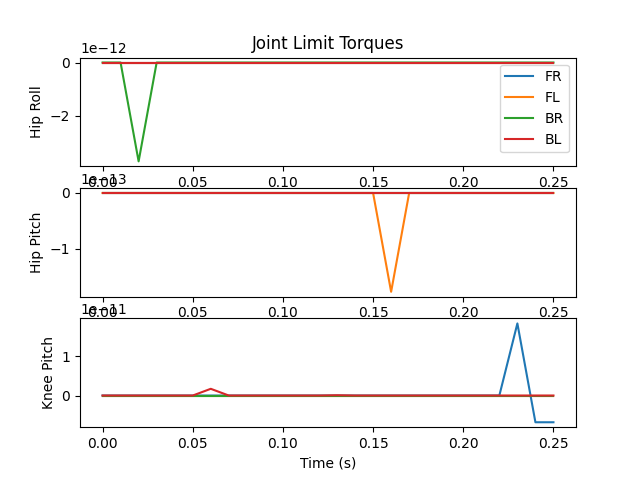 Joint Limit Torques
1e−12
0
−2
Hip Roll
FR
FL
BR
BL
0.00 0.05 0.10 0.15 0.20 0.25
1e−13
0
−1
Hip Pitch
0.00 0.05 0.10 0.15 0.20 0.25
1e−11
1
0
Knee Pitch
0.00 0.05 0.10 0.15 0.20 0.25
Time (s)